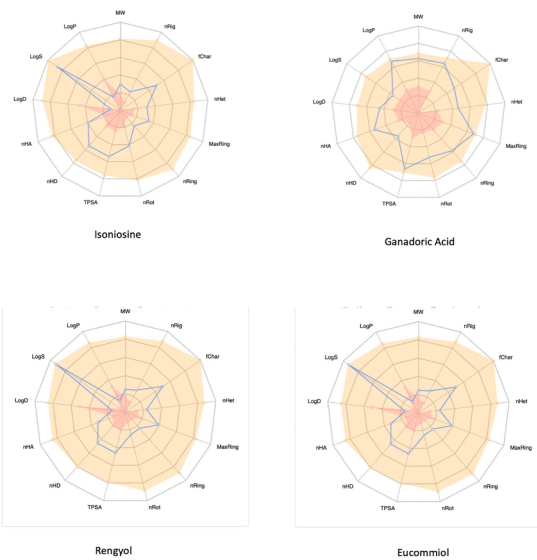 MW
nRig
fChar
nHet
MaxRing
nRing
nRot
TPSA
nHD
nHA
LogD
LogS
LogP
Isoniosine
MW
nRig
fChar
nHet
MaxRing
nRing
nRot
TPSA
nHD
nHA
LogD
LogS
LogP
Ganadoric Acid
MW
nRig
fChar
nHet
MaxRing
nRing
nRot
TPSA
nHD
nHA
LogD
LogS
LogP
Rengyol
MW
nRig
fChar
nHet
MaxRing
nRing
nRot
TPSA
nHD
nHA
LogD
LogS
LogP
Eucommiol